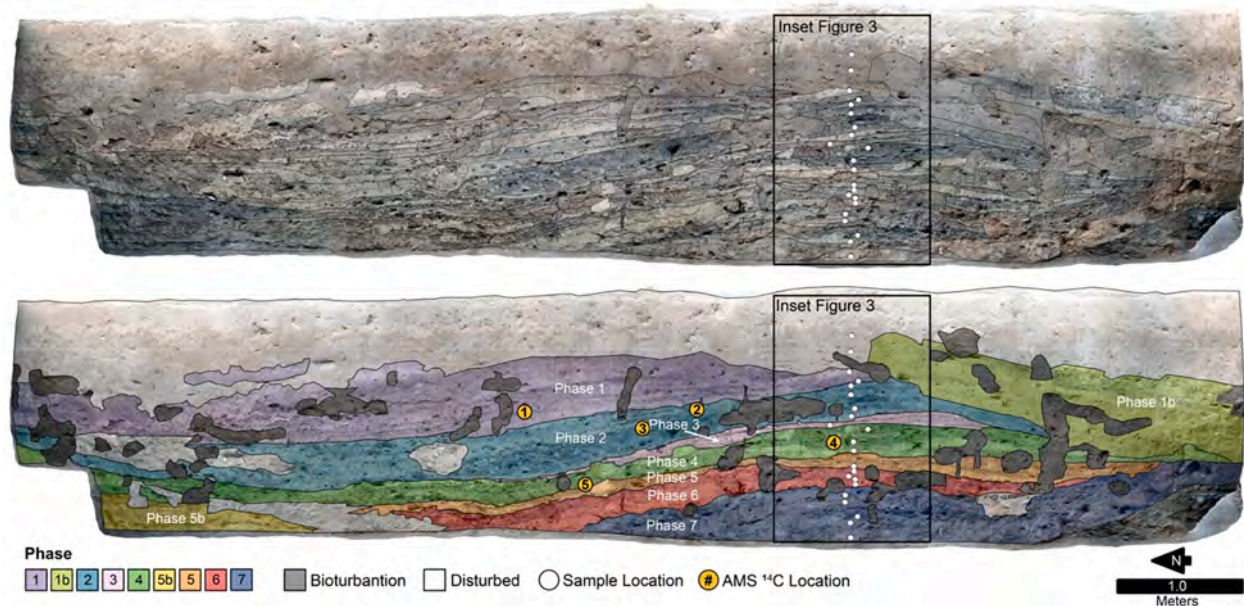 Inset Figure 3
Inset Figure 3
Phase 1
Phase 1b
1
2
3
Phase 3
Phase 2
4
Phase 4
5
Phase 5
Phase 6
Phase 5b
Phase 7
Phase
1 1b 2 3 4 5b 5 6 7 Bioturbantion Disturbed Sample Location # AMS ¹⁴C Location
N
1.0
Meters